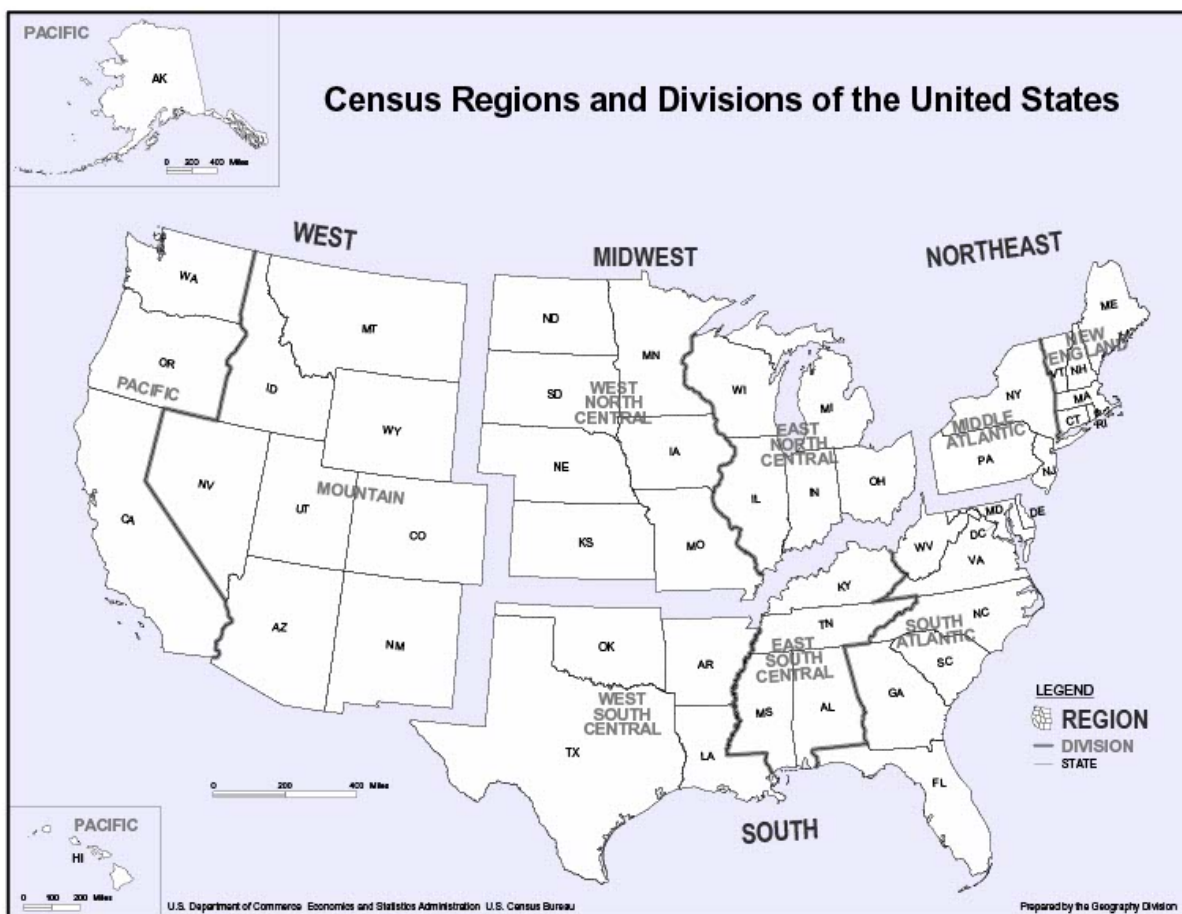 PACIFIC
AK
0 200 400 Miles
Census Regions and Divisions of the United States
WEST
MIDWEST
NORTHEAST
WA
MT
OR
ID
PACIFIC
WY
NV
UT
MOUNTAIN
CO
CA
AZ
NM
ND
MN
SD
WEST
NORTH
CENTRAL
IA
NE
KS
MO
WI
MI
EAST
NORTH
CENTRAL
IL
IN
OH
ME
NEW
ENGLAND
VT
NH
NY
MA
CT
RI
MIDDLE
ATLANTIC
PA
NJ
MD
DE
DC
WV
VA
KY
NC
TN
SOUTH
ATLANTIC
SC
EAST
SOUTH
CENTRAL
MS
AL
GA
FL
OK
AR
WEST
SOUTH
CENTRAL
TX
LA
SOUTH
LEGEND
REGION
DIVISION
STATE
0 200 400 Miles
PACIFIC
HI
0 100 200 Miles
U.S. Department of Commerce Economics and Statistics Administration U.S. Census Bureau
Prepared by the Geography Division